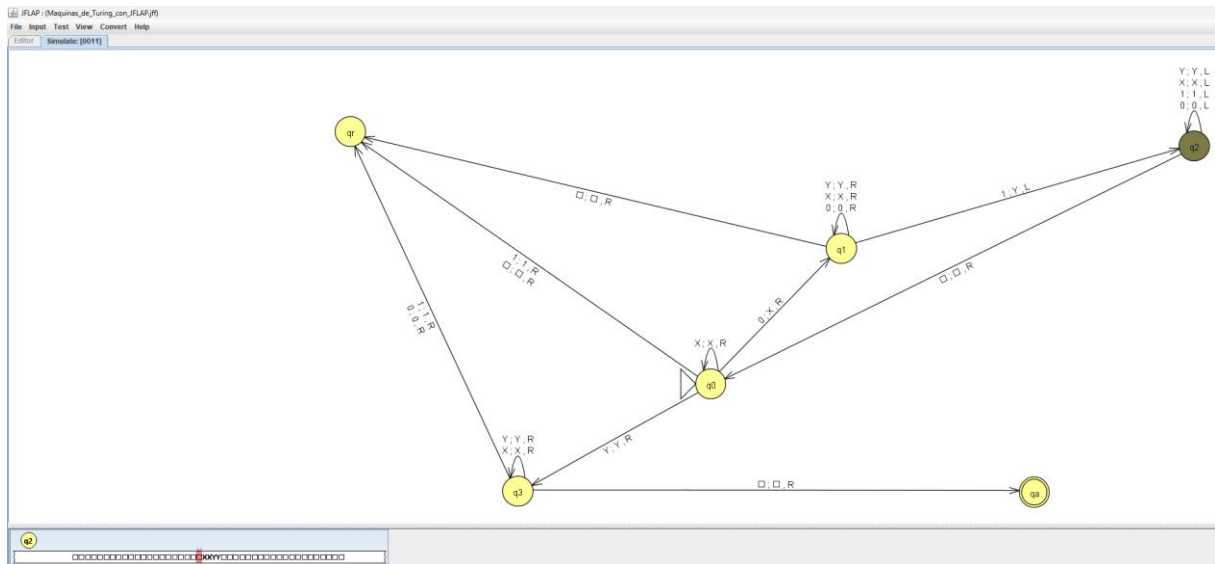 JFLAP : (Maquinas_de_Turing_con_JFLAP.jff)
File Input Test View Convert Help
Editor Simulate: [0011]
Y ; Y , L
X ; X , L
1 ; 1 , L
0 ; 0 , L
qr
q2
Y ; Y , R
X ; X , R
0 ; 0 , R
□ ; □ , R
1 ; Y , L
q1
1 ; 1 , R
□ ; □ , R
□ ; □ , R
1 ; 1 , R
0 ; 0 , R
0 ; X , R
X ; X , R
q0
Y ; Y , R
Y ; Y , R
X ; X , R
□ ; □ , R
q3
qa
q2
□□□□□□□□□□□□□□□□□□□□□XXYY□□□□□□□□□□□□□□□□□□□□